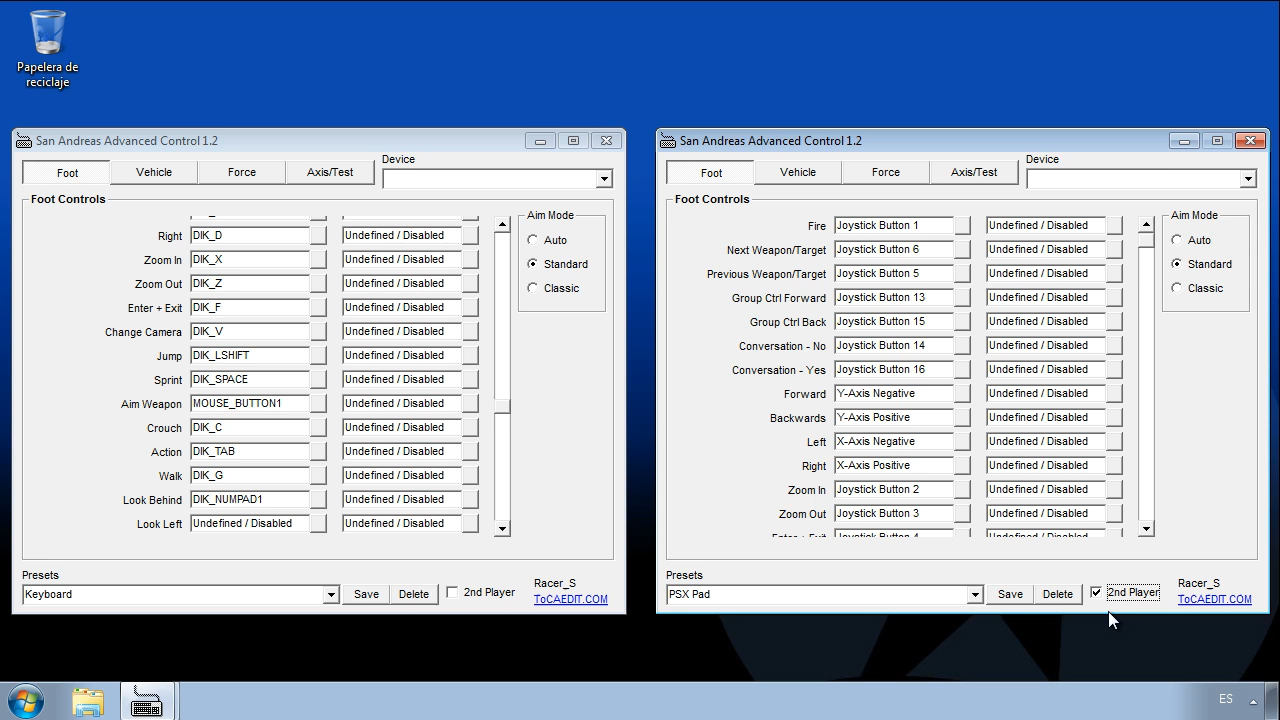 Papelera de
reciclaje
San Andreas Advanced Control 1.2
Foot Vehicle Force Axis/Test
Device
Foot Controls
Right DIK_D Undefined / Disabled
Zoom In DIK_X Undefined / Disabled
Zoom Out DIK_Z Undefined / Disabled
Enter + Exit DIK_F Undefined / Disabled
Change Camera DIK_V Undefined / Disabled
Jump DIK_LSHIFT Undefined / Disabled
Sprint DIK_SPACE Undefined / Disabled
Aim Weapon MOUSE_BUTTON1 Undefined / Disabled
Crouch DIK_C Undefined / Disabled
Action DIK_TAB Undefined / Disabled
Walk DIK_G Undefined / Disabled
Look Behind DIK_NUMPAD1 Undefined / Disabled
Look Left Undefined / Disabled Undefined / Disabled
Aim Mode
Auto
Standard
Classic
Presets
Keyboard Save Delete 2nd Player
Racer_S
ToCAEDIT.COM
San Andreas Advanced Control 1.2
Foot Vehicle Force Axis/Test
Device
Foot Controls
Fire Joystick Button 1 Undefined / Disabled
Next Weapon/Target Joystick Button 6 Undefined / Disabled
Previous Weapon/Target Joystick Button 5 Undefined / Disabled
Group Ctrl Forward Joystick Button 13 Undefined / Disabled
Group Ctrl Back Joystick Button 15 Undefined / Disabled
Conversation - No Joystick Button 14 Undefined / Disabled
Conversation - Yes Joystick Button 16 Undefined / Disabled
Forward Y-Axis Negative Undefined / Disabled
Backwards Y-Axis Positive Undefined / Disabled
Left X-Axis Negative Undefined / Disabled
Right X-Axis Positive Undefined / Disabled
Zoom In Joystick Button 2 Undefined / Disabled
Zoom Out Joystick Button 3 Undefined / Disabled
Enter + Exit Joystick Button 4 Undefined / Disabled
Aim Mode
Auto
Standard
Classic
Presets
PSX Pad Save Delete 2nd Player
Racer_S
ToCAEDIT.COM
ES